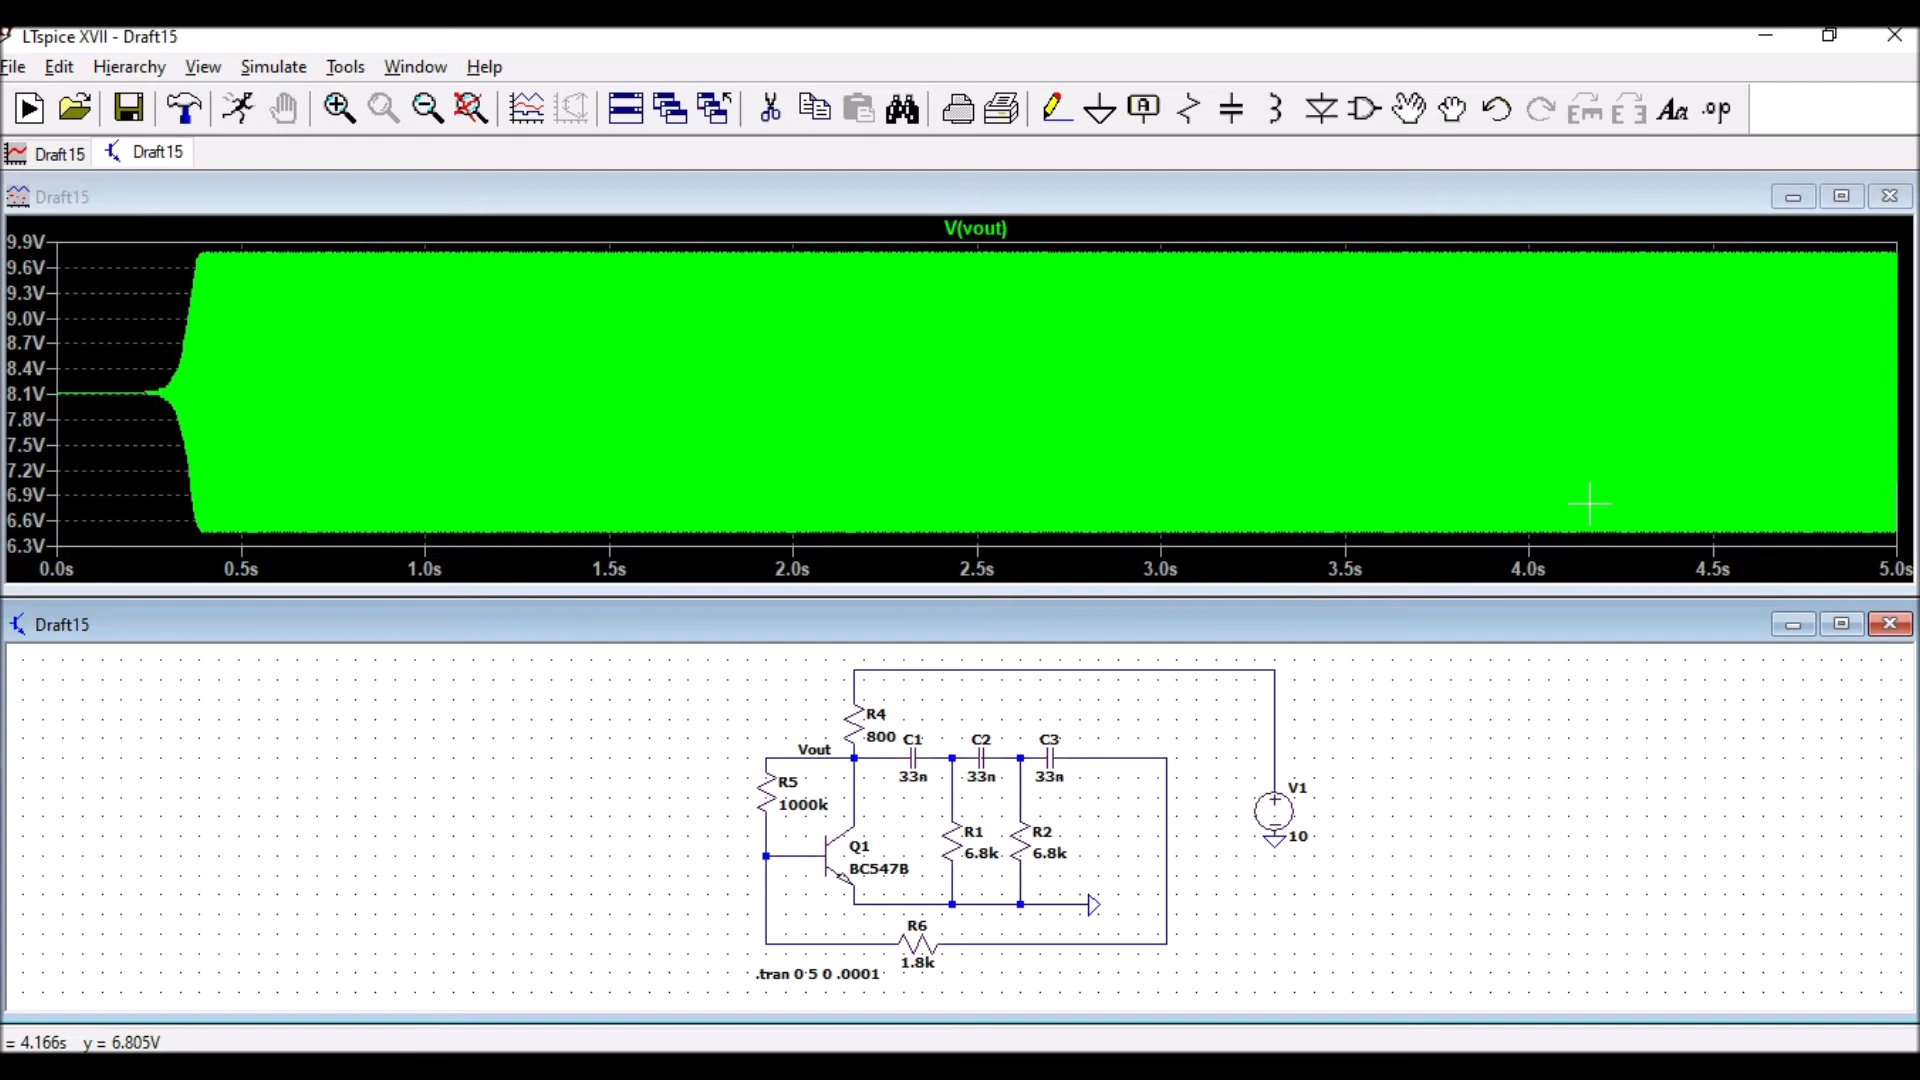 LTspice XVII - Draft15
File Edit Hierarchy View Simulate Tools Window Help
A Aa .op
Draft15 Draft15
Draft15
V(vout)
9.9V
9.6V
9.3V
9.0V
8.7V
8.4V
8.1V
7.8V
7.5V
7.2V
6.9V
6.6V
6.3V
0.0s 0.5s 1.0s 1.5s 2.0s 2.5s 3.0s 3.5s 4.0s 4.5s 5.0s
Draft15
R4
800
Vout
C1
33n
C2
33n
C3
33n
R5
1000k
Q1
BC547B
R1
6.8k
R2
6.8k
V1
10
R6
1.8k
.tran 0 5 0 .0001
= 4.166s y = 6.805V